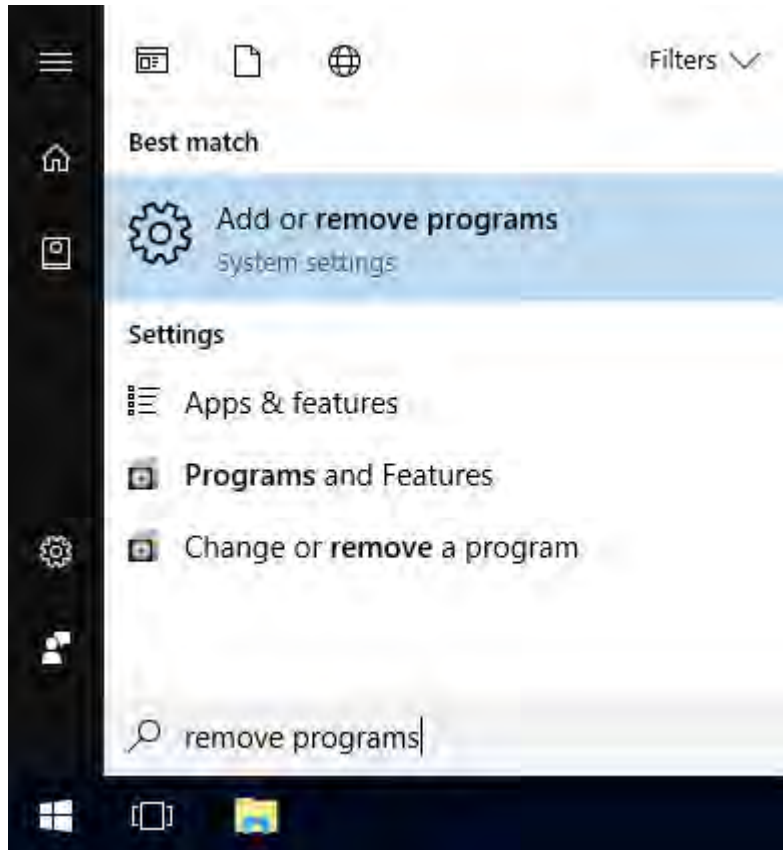 Filters
Best match
Add or remove programs
System settings
Settings
Apps & features
Programs and Features
Change or remove a program
remove programs